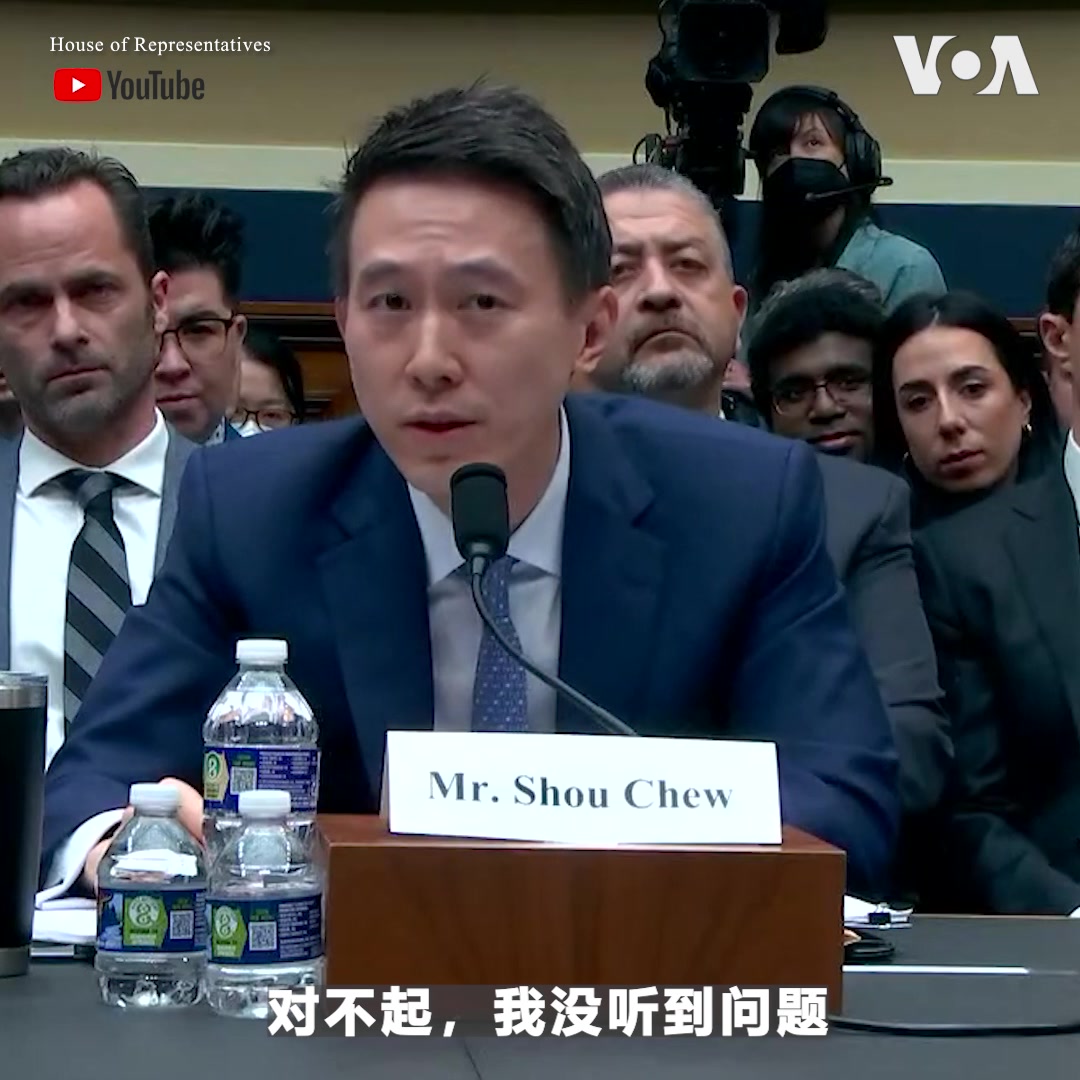 House of Representatives
YouTube
VOA
Mr. Shou Chew
对不起，我没听到问题